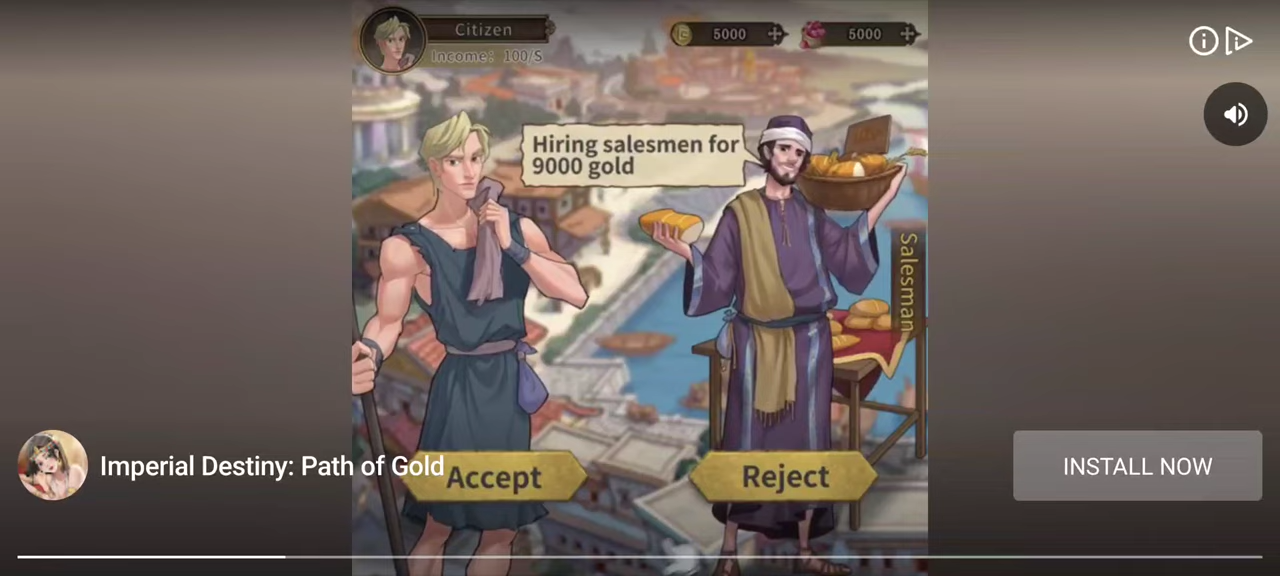 Citizen
Income: 100/S
5000
5000
Hiring salesmen for
9000 gold
Salesman
Imperial Destiny: Path of Gold
Accept
Reject
INSTALL NOW